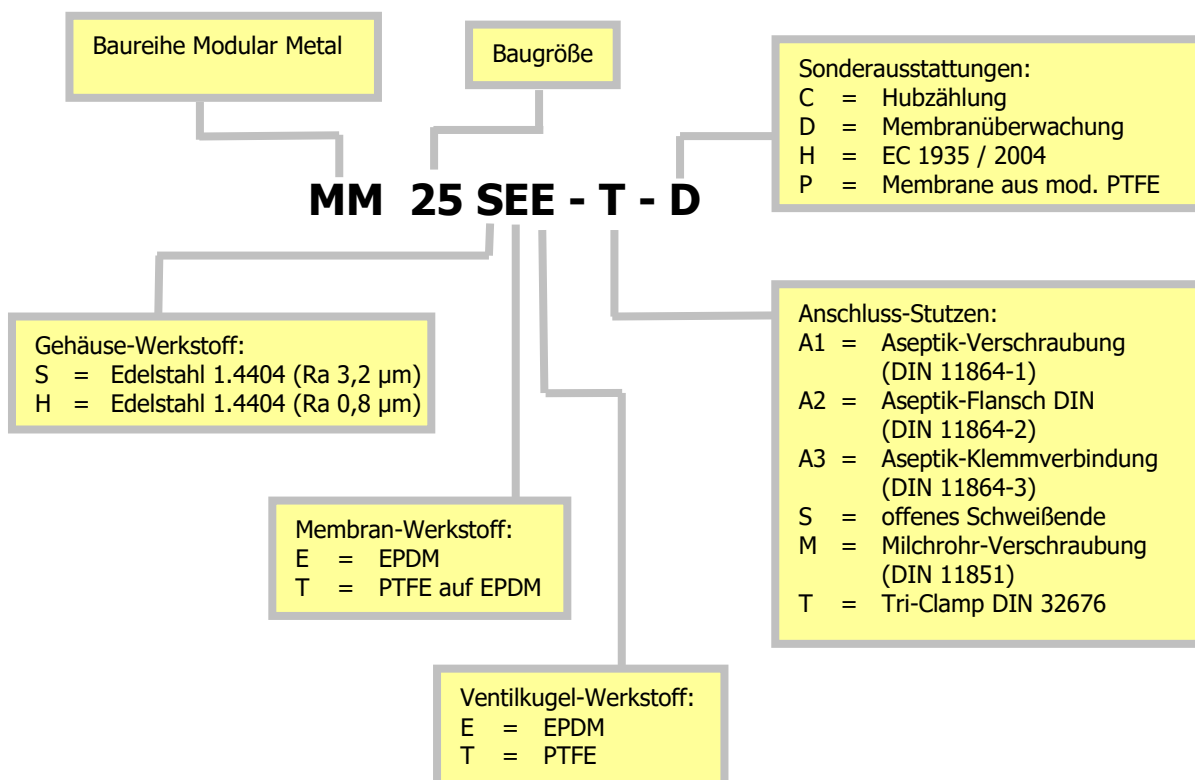 Baureihe Modular Metal
Baugröße
Sonderausstattungen:
C = Hubzählung
D = Membranüberwachung
H = EC 1935 / 2004
P = Membrane aus mod. PTFE
MM 25 SEE - T - D
Gehäuse-Werkstoff:
S = Edelstahl 1.4404 (Ra 3,2 µm)
H = Edelstahl 1.4404 (Ra 0,8 µm)
Anschluss-Stutzen:
A1 = Aseptik-Verschraubung
(DIN 11864-1)
A2 = Aseptik-Flansch DIN
(DIN 11864-2)
A3 = Aseptik-Klemmverbindung
(DIN 11864-3)
S = offenes Schweißende
M = Milchrohr-Verschraubung
(DIN 11851)
T = Tri-Clamp DIN 32676
Membran-Werkstoff:
E = EPDM
T = PTFE auf EPDM
Ventilkugel-Werkstoff:
E = EPDM
T = PTFE